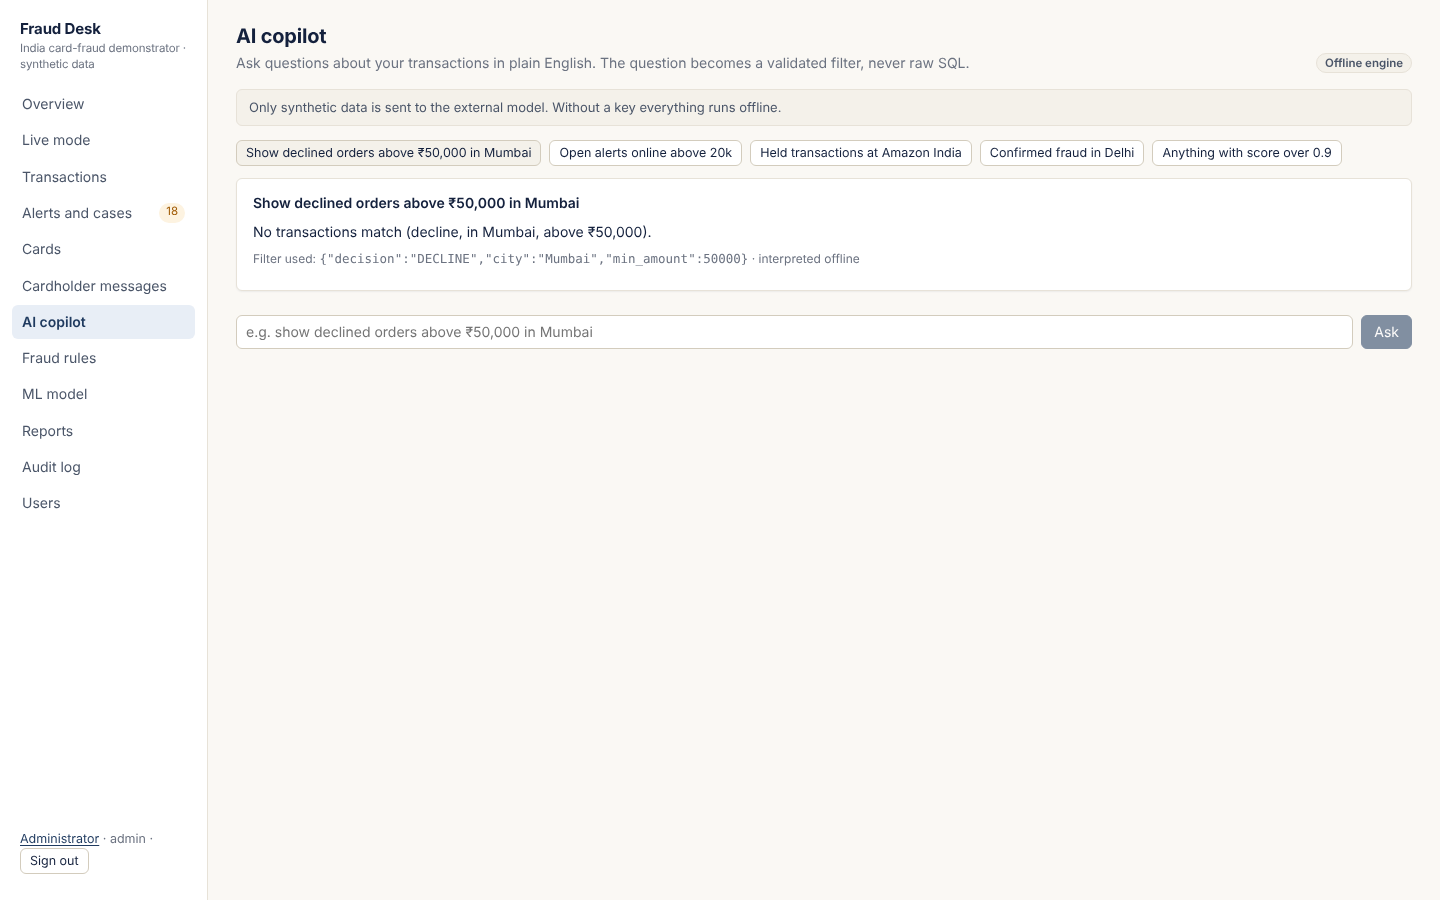 Fraud Desk
India card-fraud demonstrator ·
synthetic data
Overview
Live mode
Transactions
Alerts and cases 18
Cards
Cardholder messages
AI copilot
Fraud rules
ML model
Reports
Audit log
Users
Administrator · admin ·
Sign out
AI copilot
Ask questions about your transactions in plain English. The question becomes a validated filter, never raw SQL.
Offline engine
Only synthetic data is sent to the external model. Without a key everything runs offline.
Show declined orders above ₹50,000 in Mumbai
Open alerts online above 20k
Held transactions at Amazon India
Confirmed fraud in Delhi
Anything with score over 0.9
Show declined orders above ₹50,000 in Mumbai
No transactions match (decline, in Mumbai, above ₹50,000).
Filter used: {"decision":"DECLINE","city":"Mumbai","min_amount":50000} · interpreted offline
e.g. show declined orders above ₹50,000 in Mumbai
Ask